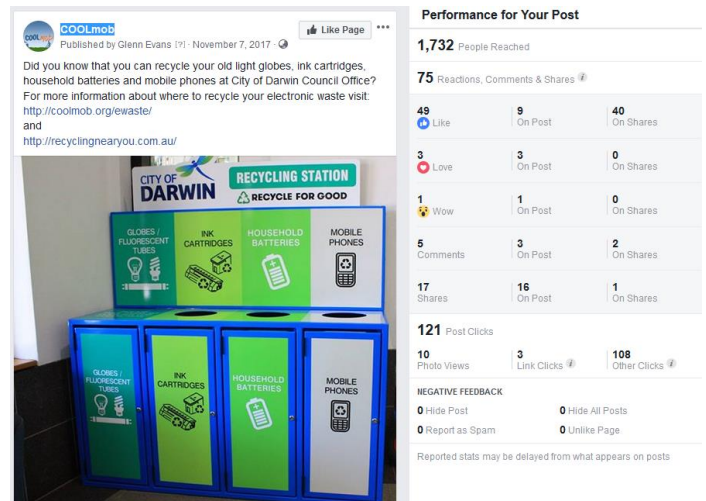 COOLmob
Published by Glenn Evans [?] · November 7, 2017 ·
Like Page
Did you know that you can recycle your old light globes, ink cartridges,
household batteries and mobile phones at City of Darwin Council Office?
For more information about where to recycle your electronic waste visit:
http://coolmob.org/ewaste/
and
http://recyclingnearyou.com.au/
CITY OF
DARWIN
RECYCLING STATION
RECYCLE FOR GOOD
GLOBES /
FLUORESCENT
TUBES
INK
CARTRIDGES
HOUSEHOLD
BATTERIES
MOBILE
PHONES
GLOBES /
FLUORESCENT
TUBES
INK
CARTRIDGES
HOUSEHOLD
BATTERIES
MOBILE
PHONES
Performance for Your Post
1,732 People Reached
75 Reactions, Comments & Shares
49 Like
9 On Post
40 On Shares
3 Love
3 On Post
0 On Shares
1 Wow
1 On Post
0 On Shares
5 Comments
3 On Post
2 On Shares
17 Shares
16 On Post
1 On Shares
121 Post Clicks
10 Photo Views
3 Link Clicks
108 Other Clicks
NEGATIVE FEEDBACK
0 Hide Post
0 Hide All Posts
0 Report as Spam
0 Unlike Page
Reported stats may be delayed from what appears on posts